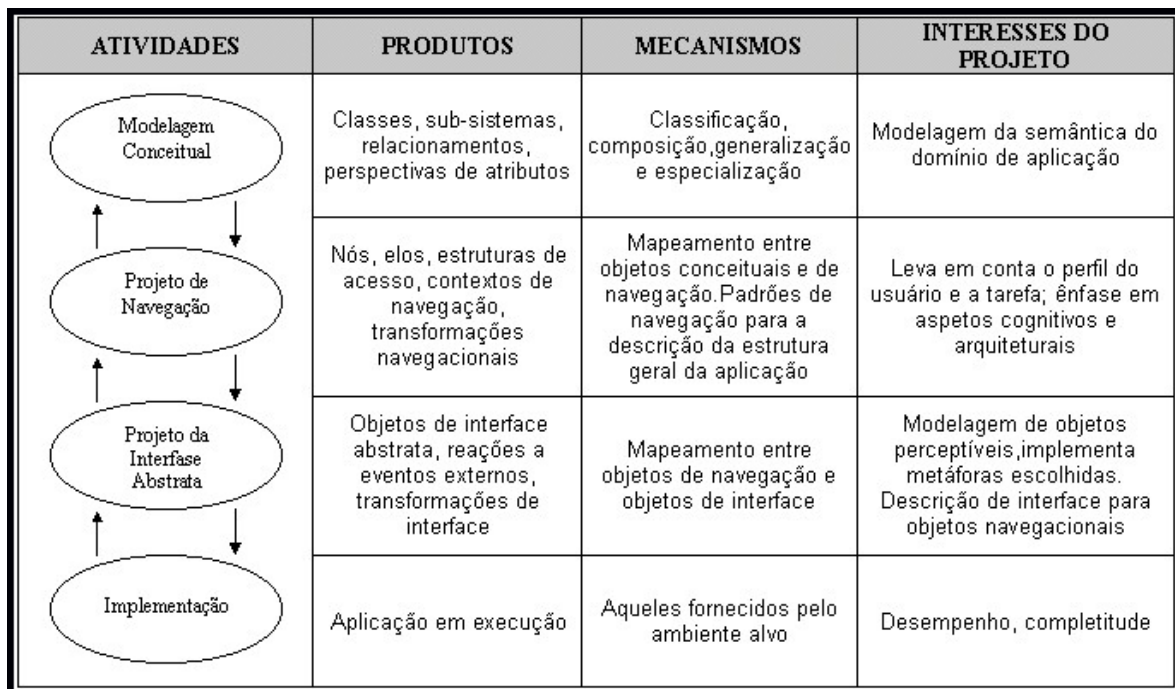 ATIVIDADES
PRODUTOS
MECANISMOS
INTERESSES DO
PROJETO
Modelagem
Conceitual
Classes, sub-sistemas,
relacionamentos,
perspectivas de atributos
Classificação,
composição,generalização
e especialização
Modelagem da semântica do
domínio de aplicação
Projeto de
Navegação
Nós, elos, estruturas de
acesso, contextos de
navegação,
transformações
navegacionais
Mapeamento entre
objetos conceituais e de
navegação.Padrões de
navegação para a
descrição da estrutura
geral da aplicação
Leva em conta o perfil do
usuário e a tarefa; ênfase em
aspetos cognitivos e
arquiteturais
Projeto da
Interfase
Abstrata
Objetos de interface
abstrata, reações a
eventos externos,
transformações de
interface
Mapeamento entre
objetos de navegação e
objetos de interface
Modelagem de objetos
perceptíveis,implementa
metáforas escolhidas.
Descrição de interface para
objetos navegacionais
Implementação
Aplicação em execução
Aqueles fornecidos pelo
ambiente alvo
Desempenho, completitude